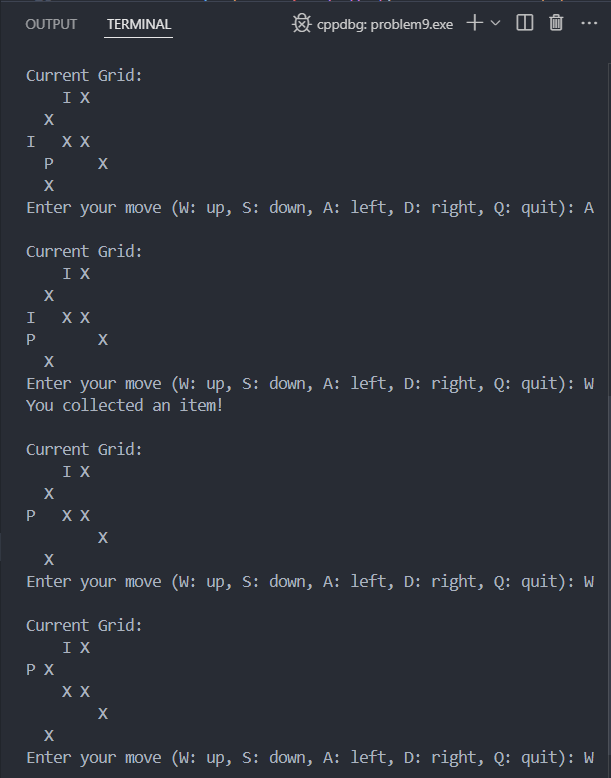 OUTPUT TERMINAL cppdbg: problem9.exe
Current Grid:
    I X
  X
I   X X
  P     X
  X
Enter your move (W: up, S: down, A: left, D: right, Q: quit): A
Current Grid:
    I X
  X
I   X X
P       X
  X
Enter your move (W: up, S: down, A: left, D: right, Q: quit): W
You collected an item!
Current Grid:
    I X
  X
P   X X
        X
  X
Enter your move (W: up, S: down, A: left, D: right, Q: quit): W
Current Grid:
    I X
P X
    X X
        X
  X
Enter your move (W: up, S: down, A: left, D: right, Q: quit): W